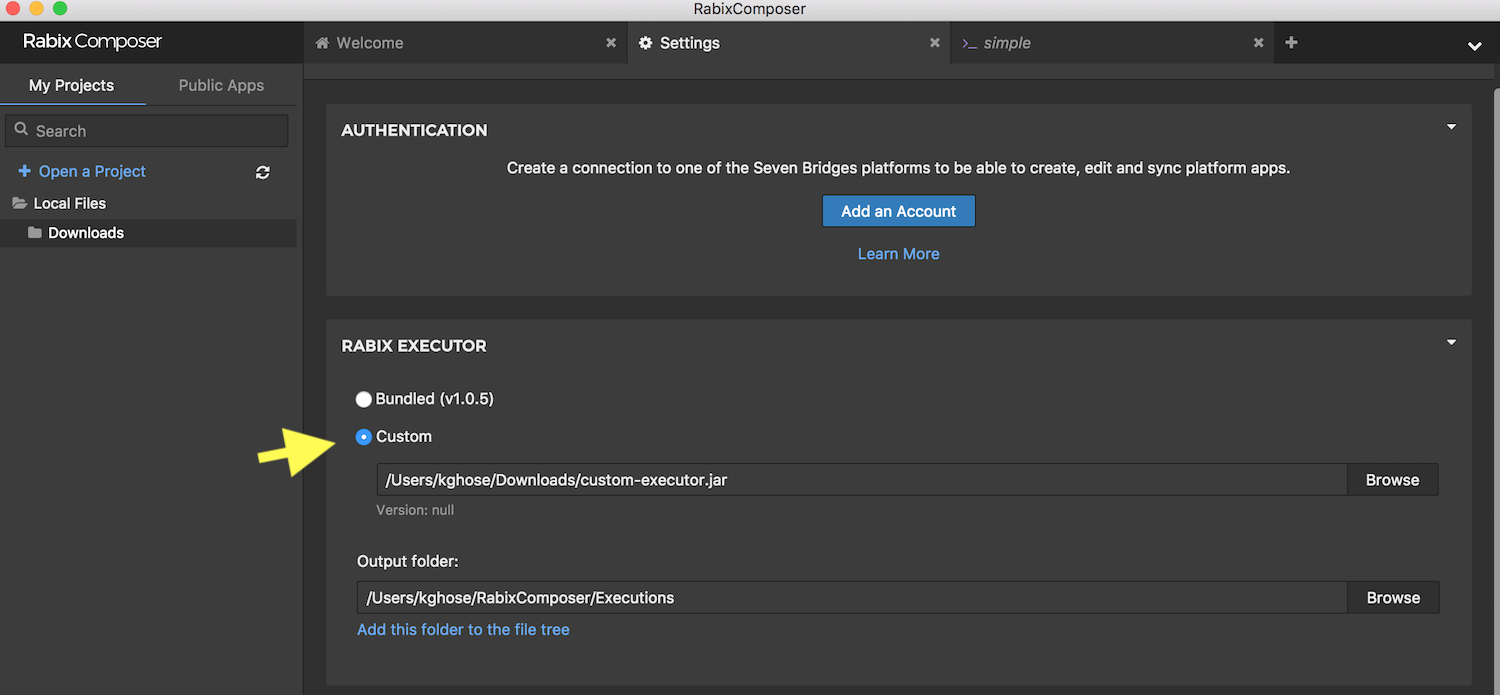 RabixComposer
Rabix Composer
Welcome
Settings
>_ simple
My Projects
Public Apps
Search
Open a Project
Local Files
Downloads
AUTHENTICATION
Create a connection to one of the Seven Bridges platforms to be able to create, edit and sync platform apps.
Add an Account
Learn More
RABIX EXECUTOR
Bundled (v1.0.5)
Custom
/Users/kghose/Downloads/custom-executor.jar
Browse
Version: null
Output folder:
/Users/kghose/RabixComposer/Executions
Browse
Add this folder to the file tree